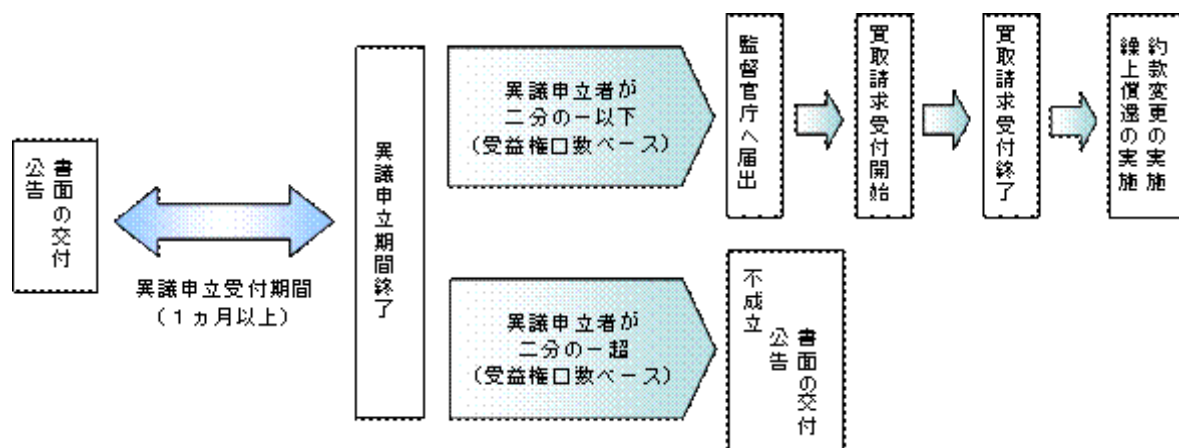 書面の交付
公告
異議申立受付期間
（１ヵ月以上）
異議申立期間終了
異議申立者が
二分の一以下
（受益権口数ベース）
監督官庁へ届出
買取請求受付開始
買取請求受付終了
約款変更の実施
繰上償還の実施
異議申立者が
二分の一超
（受益権口数ベース）
不成立
書面の交付
公告